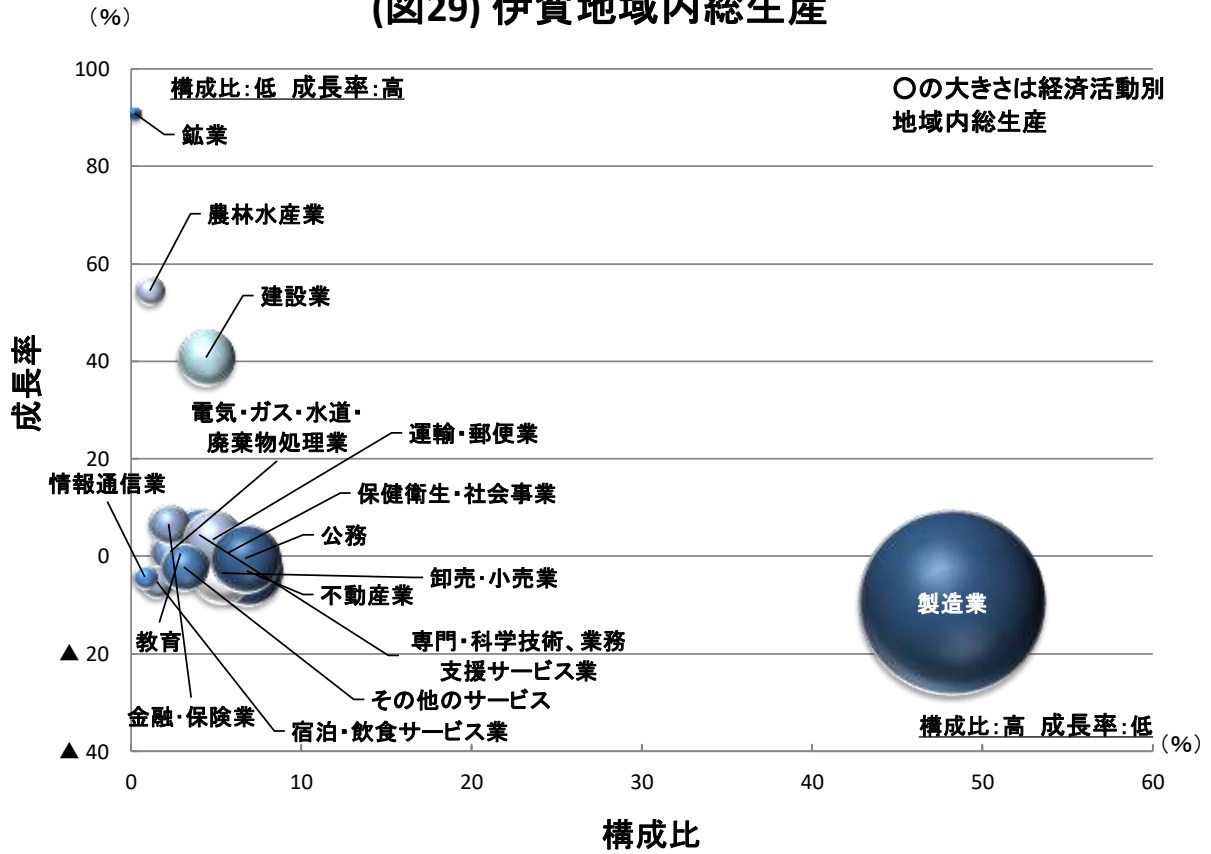 (図29) 伊賀地域内総生産
（%）
100
80
60
40
20
0
▲ 20
▲ 40
成長率
構成比：低 成長率：高
○の大きさは経済活動別
地域内総生産
鉱業
農林水産業
建設業
電気・ガス・水道・
廃棄物処理業
運輸・郵便業
情報通信業
保健衛生・社会事業
公務
卸売・小売業
不動産業
製造業
教育
専門・科学技術、業務
支援サービス業
その他のサービス
金融・保険業
宿泊・飲食サービス業
構成比：高 成長率：低
（%）
0
10
20
30
40
50
60
構成比